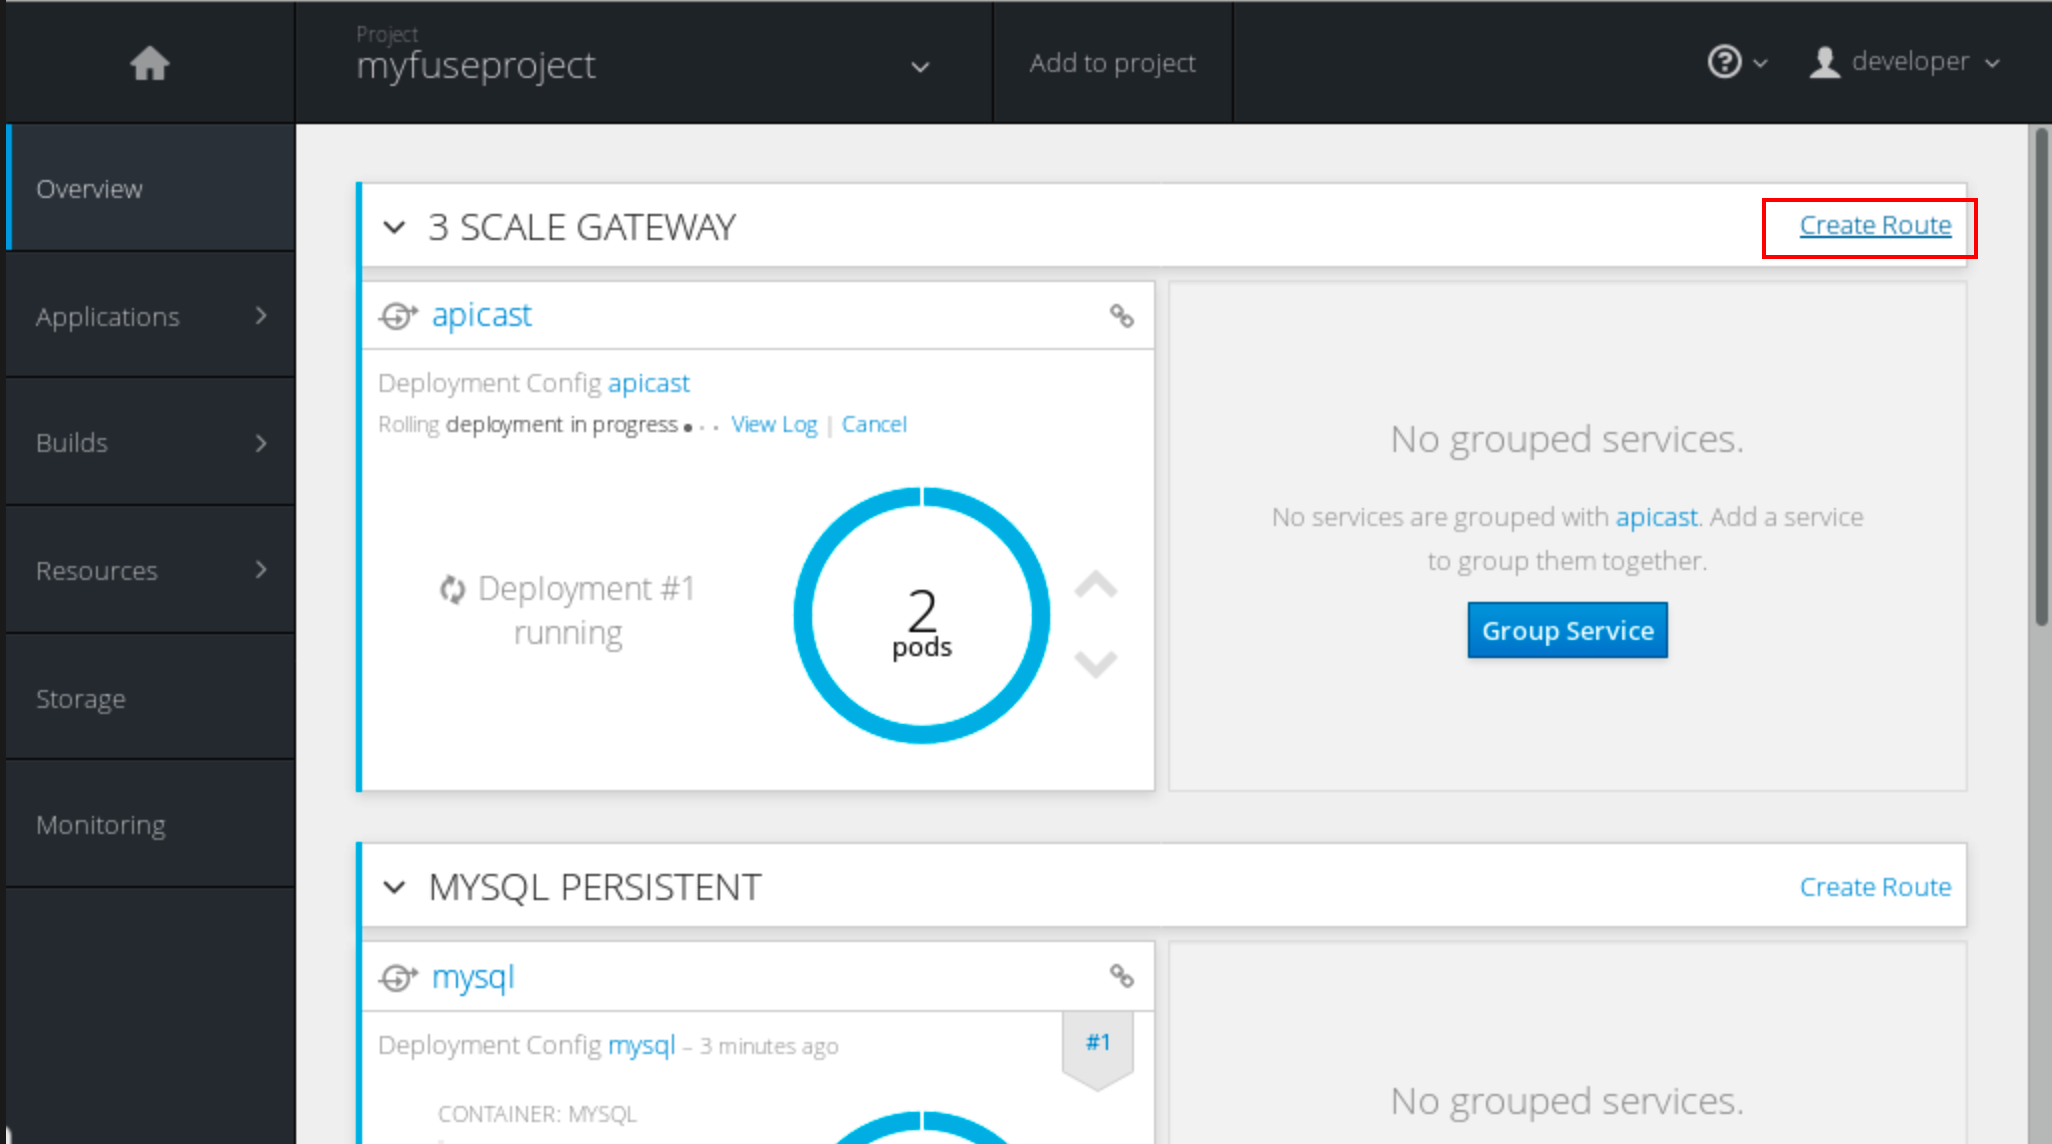 Project
myfuseproject
Add to project
developer
Overview
Applications
Builds
Resources
Storage
Monitoring
3 SCALE GATEWAY
Create Route
apicast
Deployment Config apicast
Rolling deployment in progress View Log | Cancel
Deployment #1
running
2
pods
No grouped services.
No services are grouped with apicast. Add a service
to group them together.
Group Service
MYSQL PERSISTENT
Create Route
mysql
Deployment Config mysql – 3 minutes ago
#1
CONTAINER: MYSQL
No grouped services.